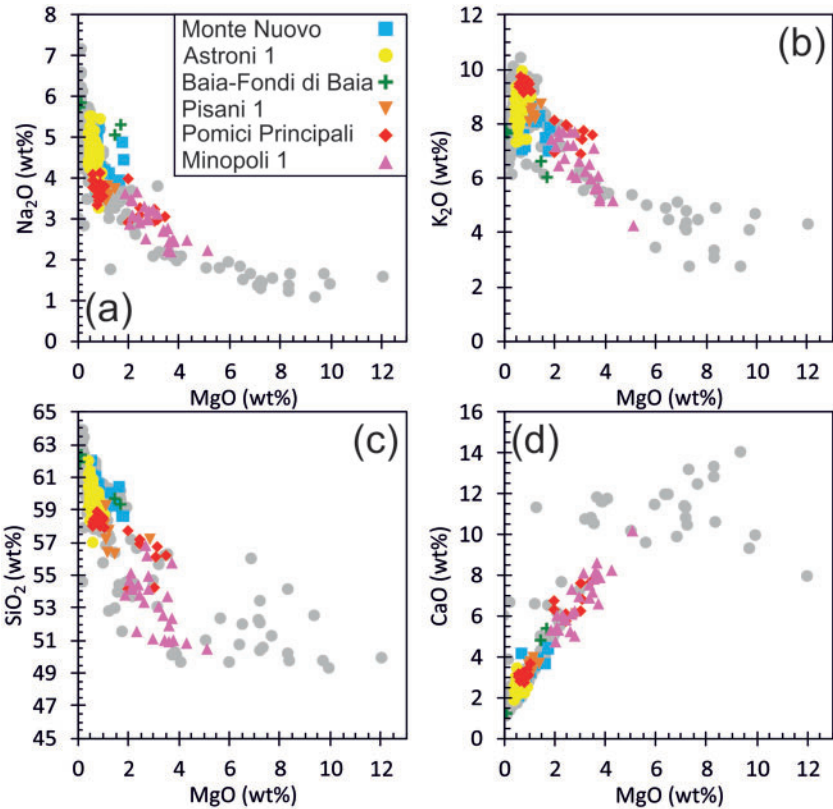 8
7
6
5
4
3
2
1
0
Na2O (wt%)
Monte Nuovo
Astroni 1
Baia-Fondi di Baia
Pisani 1
Pomici Principali
Minopoli 1
(a)
0 2 4 6 8 10 12
MgO (wt%)
12
10
8
6
4
2
0
K2O (wt%)
(b)
0 2 4 6 8 10 12
MgO (wt%)
65
63
61
59
57
55
53
51
49
47
45
SiO2 (wt%)
(c)
0 2 4 6 8 10 12
MgO (wt%)
16
14
12
10
8
6
4
2
0
CaO (wt%)
(d)
0 2 4 6 8 10 12
MgO (wt%)